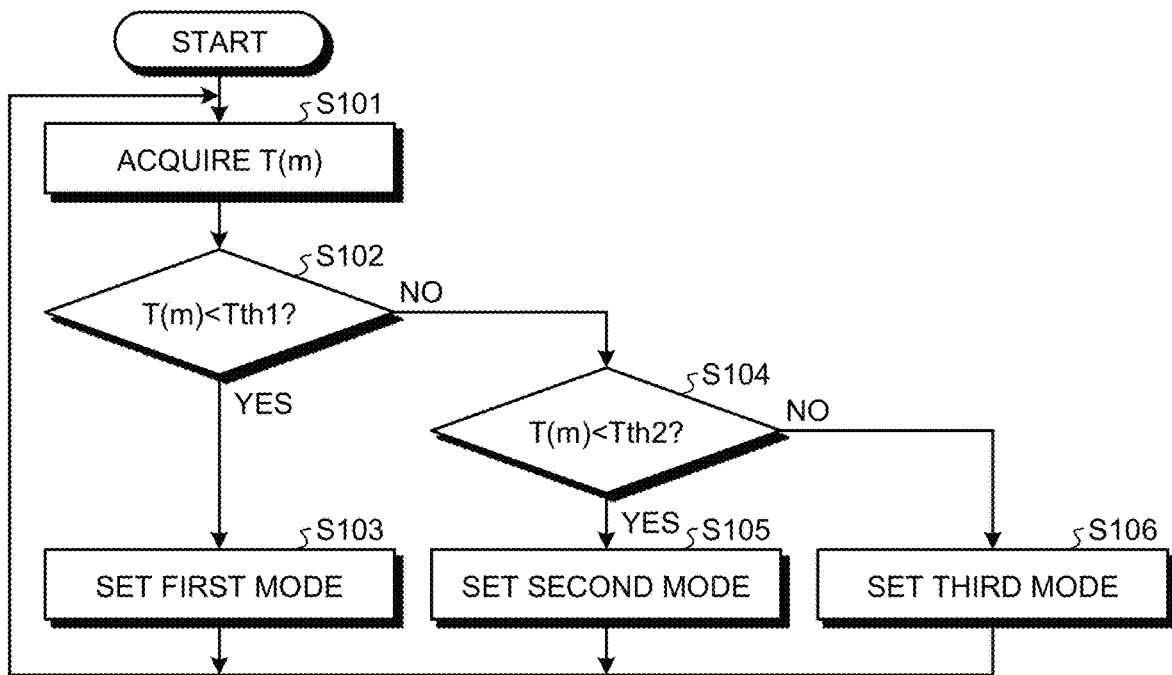 START
S101
ACQUIRE T(m)
S102
T(m)<Tth1?
NO
YES
S104
T(m)<Tth2?
NO
YES
S103
SET FIRST MODE
S105
SET SECOND MODE
S106
SET THIRD MODE